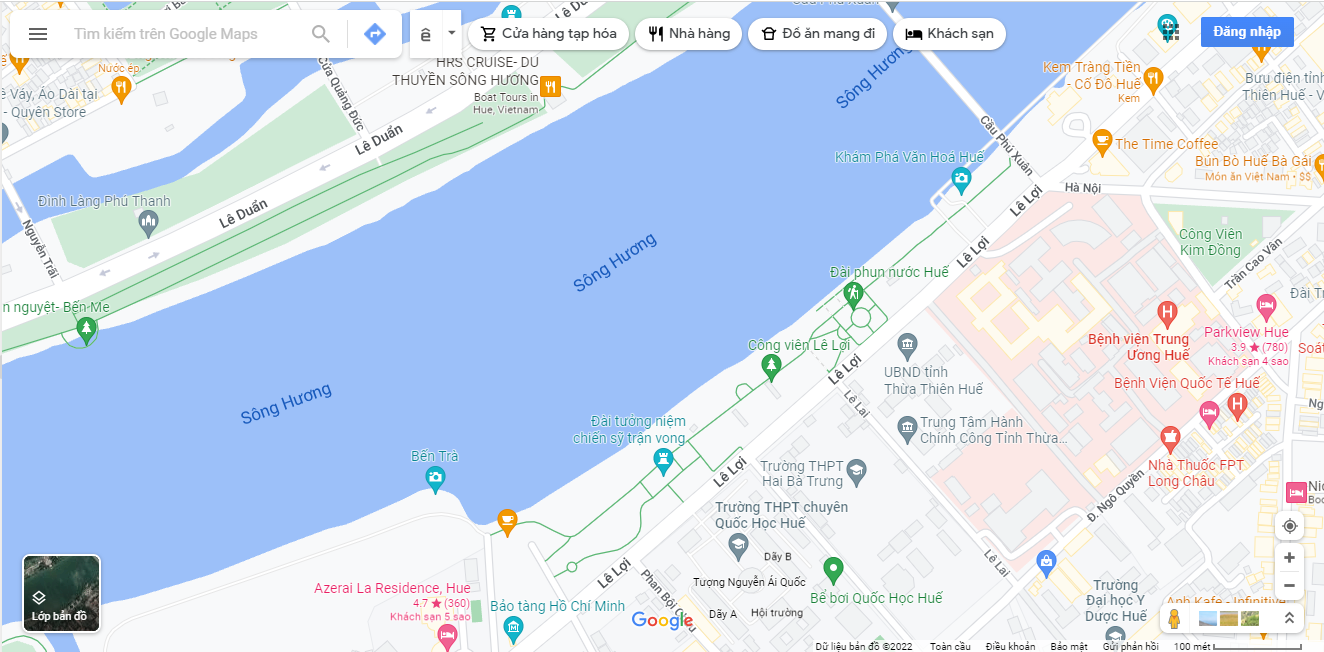 Tìm kiếm trên Google Maps
ê
Cửa hàng tạp hóa
Nhà hàng
Đồ ăn mang đi
Khách sạn
Đăng nhập
Nước ép
Váy, Áo Dài tại
- Quyên Store
Cửa Quảng Đức
HRS CRUISE- DU
THUYỀN SÔNG HƯƠNG
Boat Tours in
Hue, Vietnam
Lê Duẩn
Sông Hương
Cầu Phú Xuân
Kem Tràng Tiền
- Cố Đô Huế
Kem
Bưu điện tỉnh
Thừa Thiên Huế - V
The Time Coffee
Bún Bò Huế Bà Gái
Món ăn Việt Nam • $$
Khám Phá Văn Hoá Huế
Hà Nội
Lê Lợi
Đình Làng Phú Thanh
Lê Duẩn
Nguyễn Trãi
Sông Hương
Lê Lợi
Công Viên
Kim Đồng
Trần Cao Vân
Đài phun nước Huế
Đài T
n nguyệt- Bến Me
Bệnh viện Trung
Ương Huế
Parkview Hue
3.9 ★ (780)
Khách sạn 4 sao
Soát
Công viên Lê Lợi
Lê Lợi
UBND tỉnh
Thừa Thiên Huế
Bệnh Viện Quốc Tế Huế
Lê Lai
Sông Hương
Đài tưởng niệm
chiến sỹ trận vong
Trung Tâm Hành
Chính Công Tỉnh Thừa...
Bến Trà
Lê Lợi
Trường THPT
Hai Bà Trưng
Nhà Thuốc FPT
Long Châu
Đ. Ngô Quyền
Trường THPT chuyên
Quốc Học Huế
Dãy B
Lê Lai
Lê Lợi
Phan Bội Châu
Tượng Nguyễn Ái Quốc
Bể bơi Quốc Học Huế
Azerai La Residence, Hue
4.7 ★ (360)
Khách sạn 5 sao
Bảo tàng Hồ Chí Minh
Dãy A
Hội trường
Trường
Đại học Y
Dược Huế
Anh Kafe - Infinitive
Lớp bản đồ
Google
Dữ liệu bản đồ ©2022
Toàn cầu
Điều khoản
Bảo mật
Gửi phản hồi
100 mét